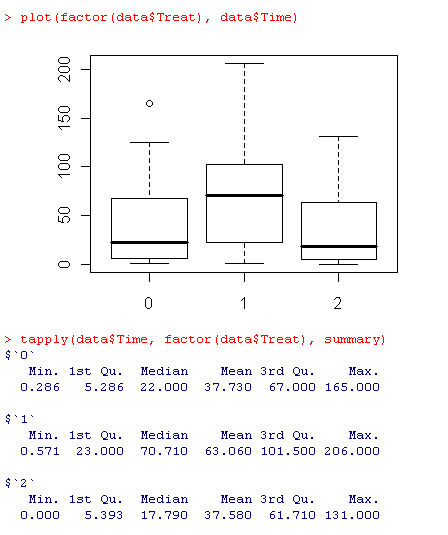 > plot(factor(data$Treat), data$Time)
200
150
100
50
0
0 1 2
> tapply(data$Time, factor(data$Treat), summary)
$`0`
Min. 1st Qu. Median Mean 3rd Qu. Max.
0.286 5.286 22.000 37.730 67.000 165.000
$`1`
Min. 1st Qu. Median Mean 3rd Qu. Max.
0.571 23.000 70.710 63.060 101.500 206.000
$`2`
Min. 1st Qu. Median Mean 3rd Qu. Max.
0.000 5.393 17.790 37.580 61.710 131.000